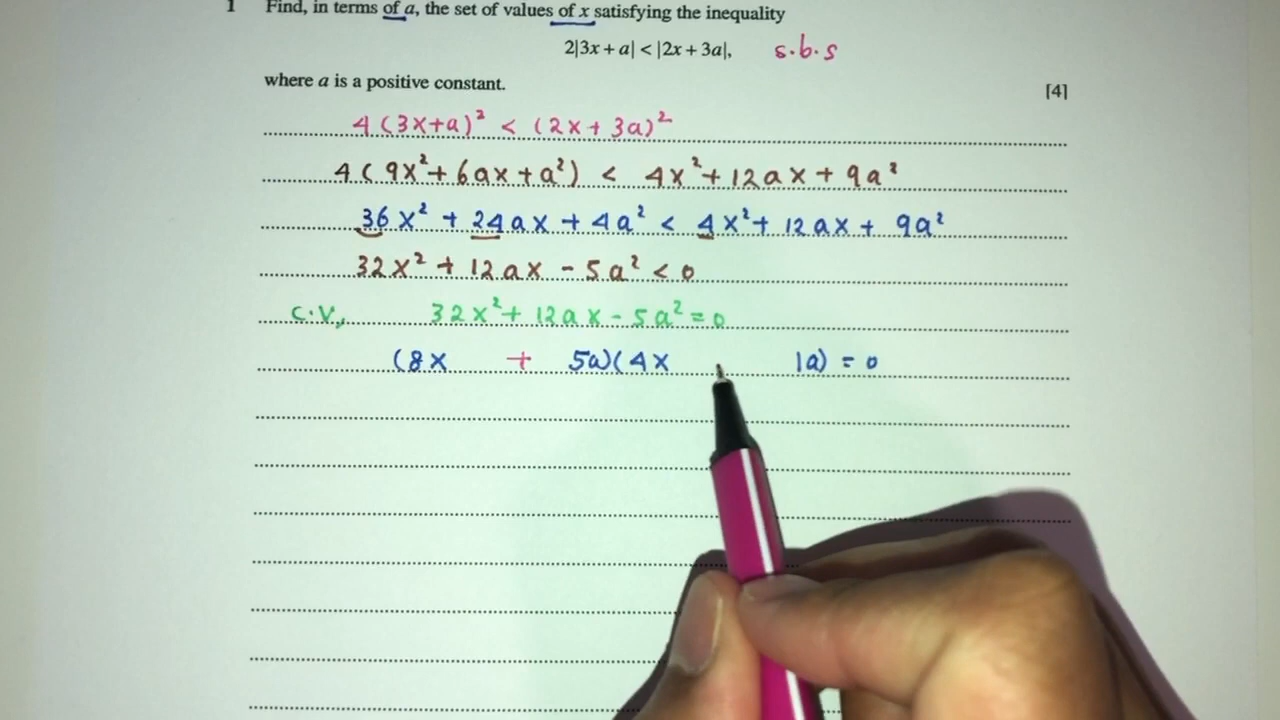 1 Find, in terms of a, the set of values of x satisfying the inequality
2|3x + a| < |2x + 3a|, s.b.s
where a is a positive constant.
[4]
4(3x+a)² < (2x+3a)²
4(9x²+6ax+a²) < 4x²+12ax+9a²
36x² + 24ax + 4a² < 4x²+12ax+9a²
32x² + 12ax - 5a² < 0
c.v, 32x²+12ax-5a²=0
(8x + 5a)(4x 1a) = 0